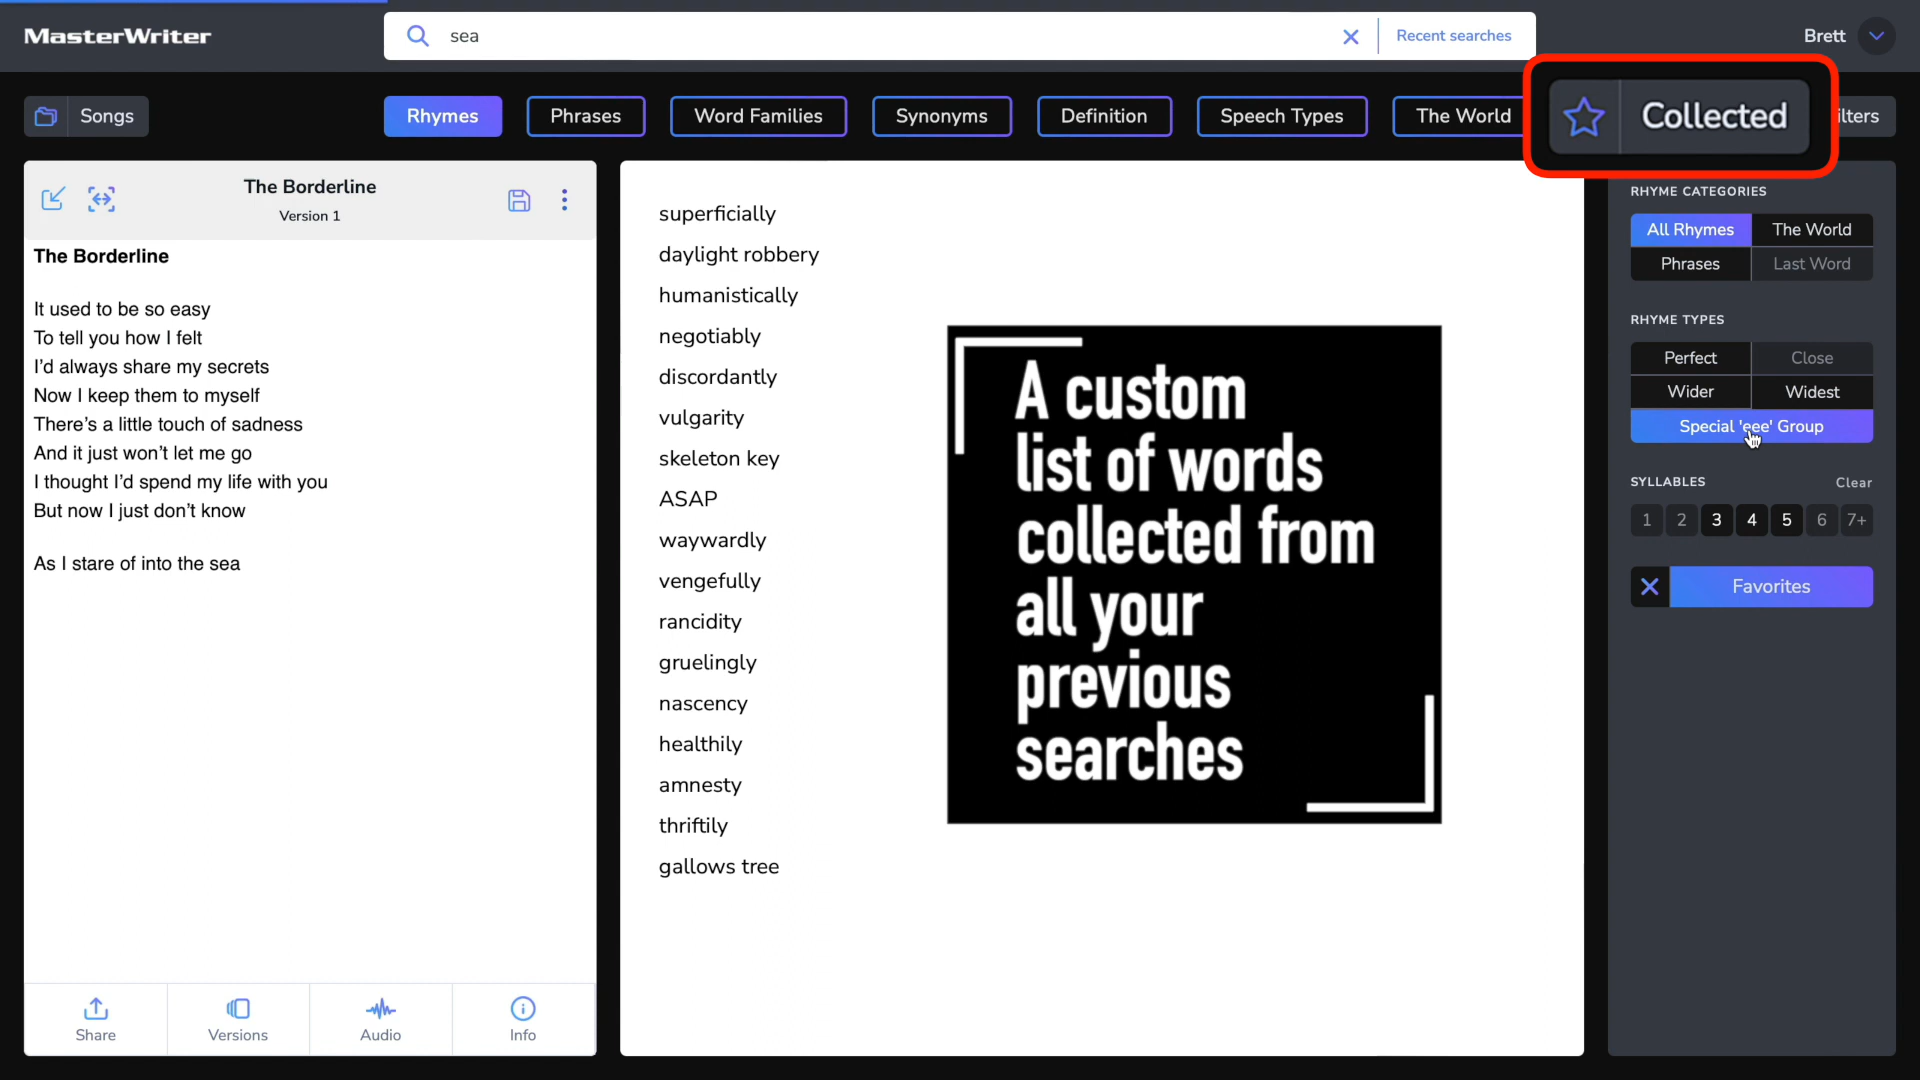 MasterWriter
sea
Recent searches
Brett
Songs
Rhymes
Phrases
Word Families
Synonyms
Definition
Speech Types
The World
Collected
The Borderline
Version 1
The Borderline
It used to be so easy
To tell you how I felt
I'd always share my secrets
Now I keep them to myself
There's a little touch of sadness
And it just won't let me go
I thought I'd spend my life with you
But now I just don't know
As I stare of into the sea
Share
Versions
Audio
Info
superficially
daylight robbery
humanistically
negotiably
discordantly
vulgarity
skeleton key
ASAP
waywardly
vengefully
rancidity
gruelingly
nascency
healthily
amnesty
thriftily
gallows tree
A custom
list of words
collected from
all your
previous
searches
RHYME CATEGORIES
All Rhymes
The World
Phrases
Last Word
RHYME TYPES
Perfect
Close
Wider
Widest
Special 'eee' Group
SYLLABLES
Clear
1 2 3 4 5 6 7+
Favorites